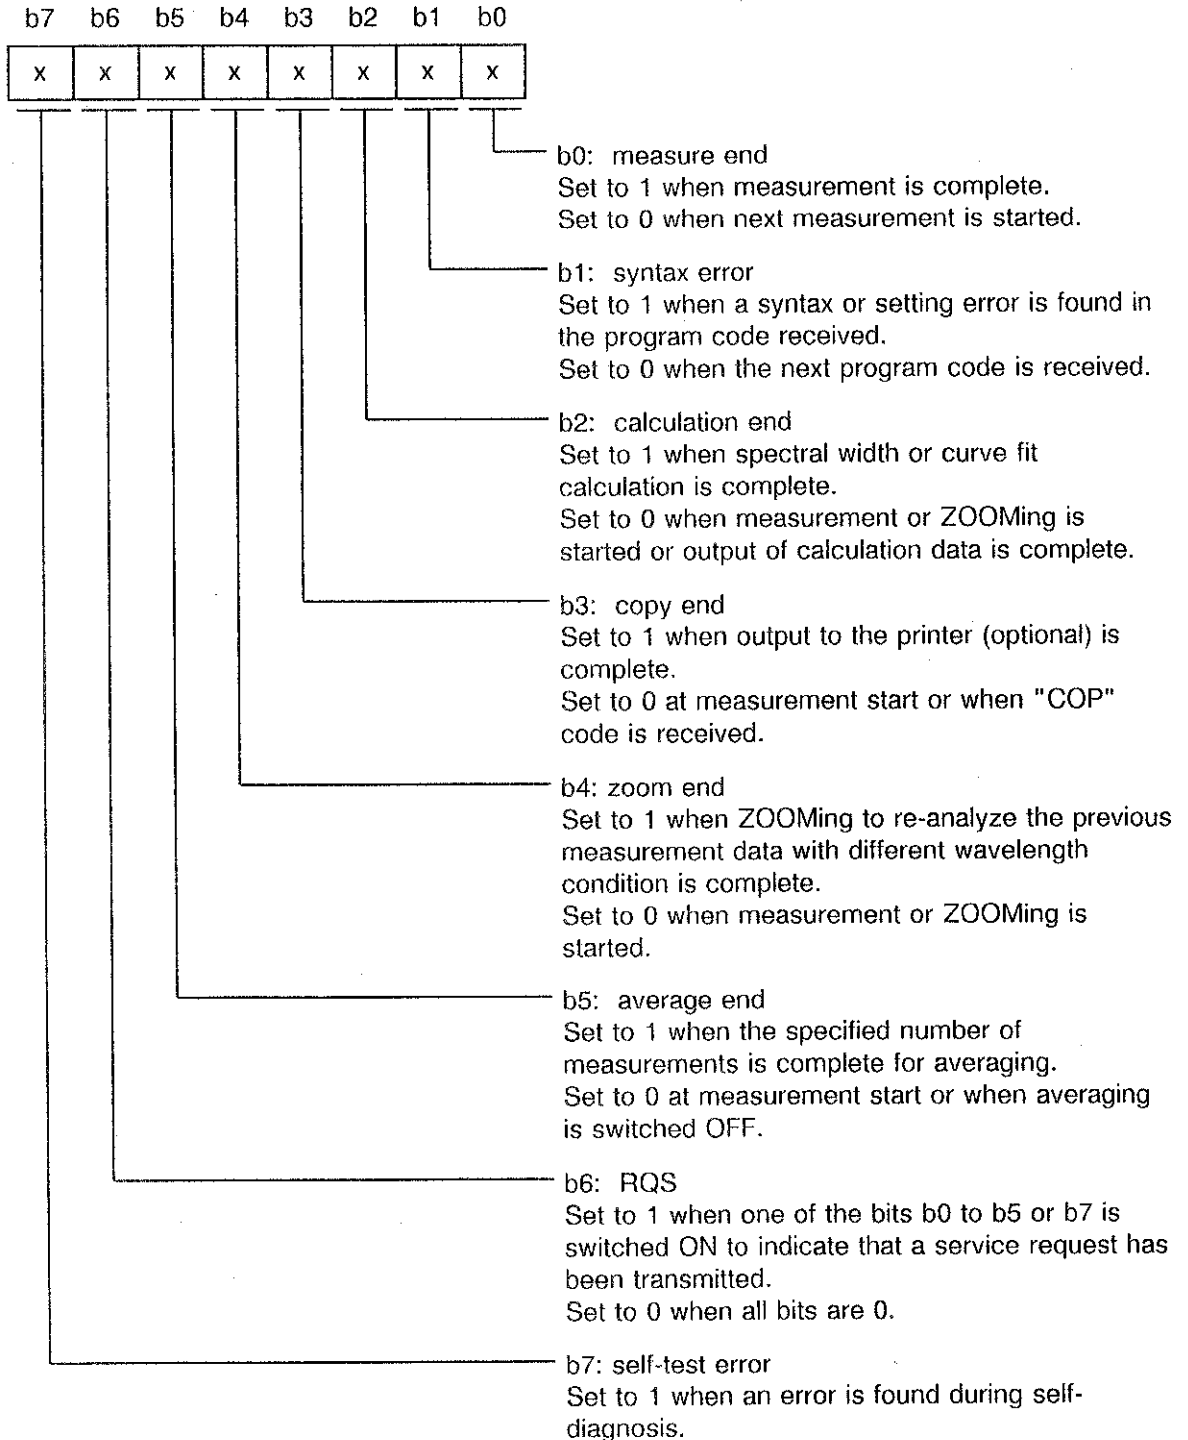 b7 b6 b5 b4 b3 b2 b1 b0
x x x x x x x x
b0: measure end
Set to 1 when measurement is complete.
Set to 0 when next measurement is started.
b1: syntax error
Set to 1 when a syntax or setting error is found in
the program code received.
Set to 0 when the next program code is received.
b2: calculation end
Set to 1 when spectral width or curve fit
calculation is complete.
Set to 0 when measurement or ZOOMing is
started or output of calculation data is complete.
b3: copy end
Set to 1 when output to the printer (optional) is
complete.
Set to 0 at measurement start or when "COP"
code is received.
b4: zoom end
Set to 1 when ZOOMing to re-analyze the previous
measurement data with different wavelength
condition is complete.
Set to 0 when measurement or ZOOMing is
started.
b5: average end
Set to 1 when the specified number of
measurements is complete for averaging.
Set to 0 at measurement start or when averaging
is switched OFF.
b6: RQS
Set to 1 when one of the bits b0 to b5 or b7 is
switched ON to indicate that a service request has
been transmitted.
Set to 0 when all bits are 0.
b7: self-test error
Set to 1 when an error is found during self-
diagnosis.